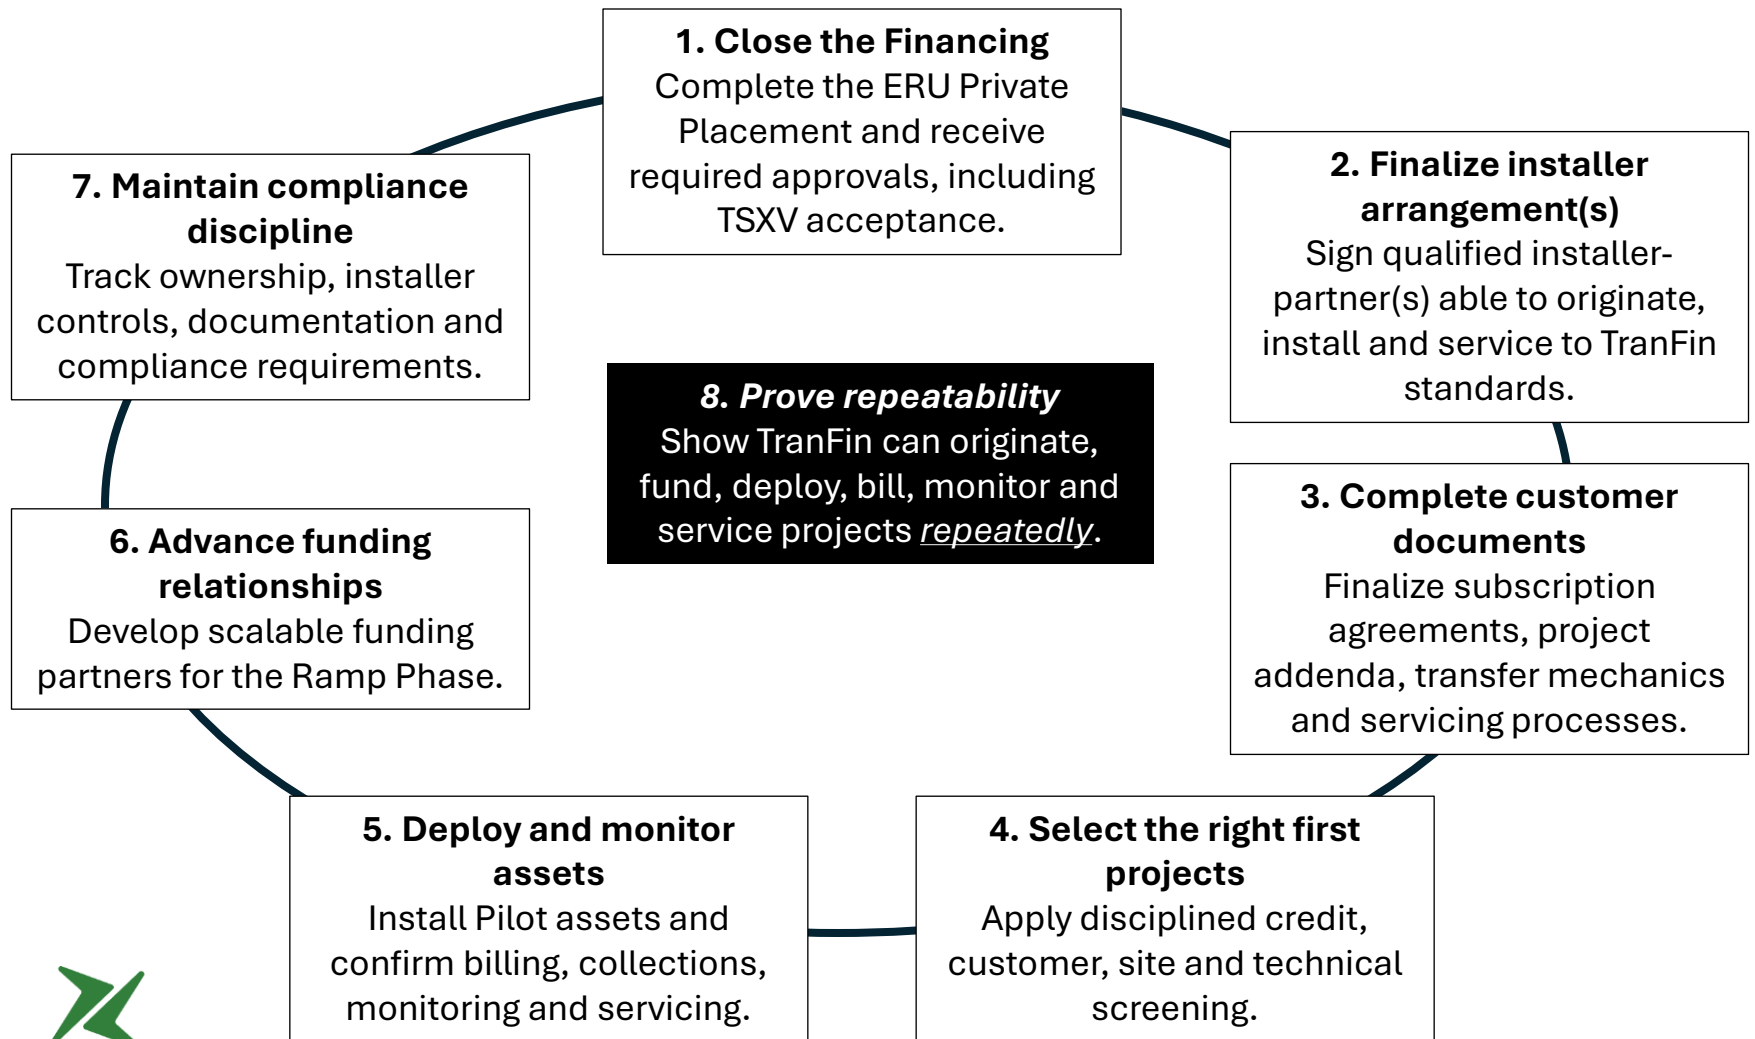 1. Close the Financing
Complete the ERU Private
Placement and receive
required approvals, including
TSXV acceptance.
2. Finalize installer
arrangement(s)
Sign qualified installer-
partner(s) able to originate,
install and service to TranFin
standards.
3. Complete customer
documents
Finalize subscription
agreements, project
addenda, transfer mechanics
and servicing processes.
4. Select the right first
projects
Apply disciplined credit,
customer, site and technical
screening.
5. Deploy and monitor
assets
Install Pilot assets and
confirm billing, collections,
monitoring and servicing.
6. Advance funding
relationships
Develop scalable funding
partners for the Ramp Phase.
7. Maintain compliance
discipline
Track ownership, installer
controls, documentation and
compliance requirements.
8. Prove repeatability
Show TranFin can originate,
fund, deploy, bill, monitor and
service projects repeatedly.